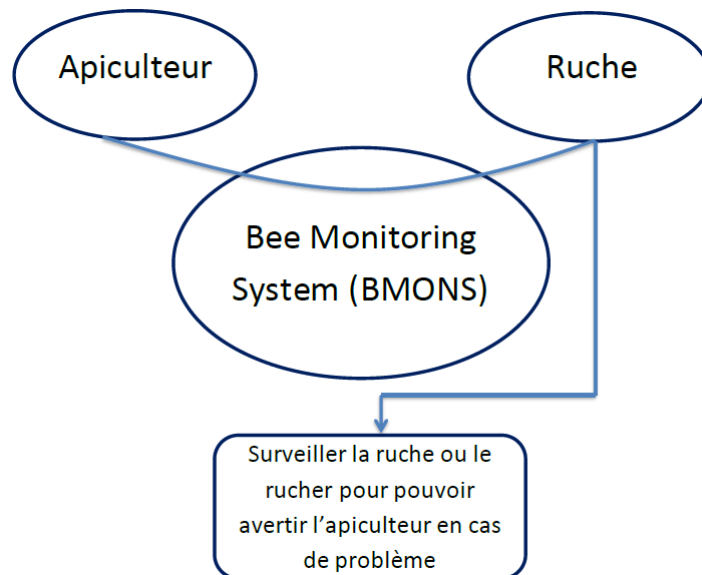 Apiculteur
Ruche
Bee Monitoring
System (BMONS)
Surveiller la ruche ou le
rucher pour pouvoir
avertir l’apiculteur en cas
de problème